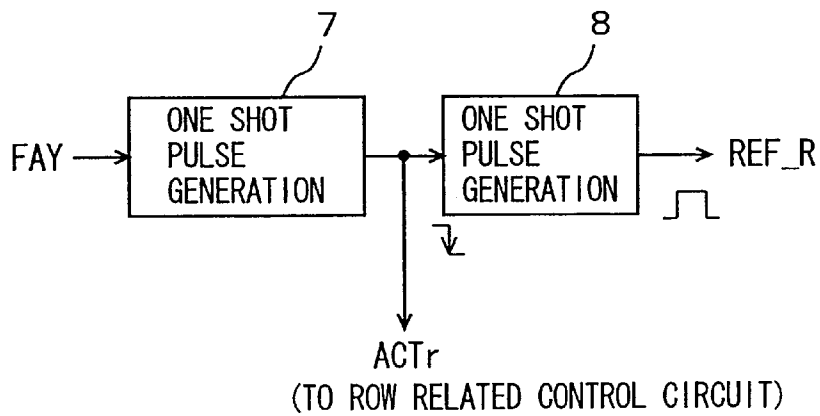 7
8
FAY
ONE SHOT
PULSE
GENERATION
ONE SHOT
PULSE
GENERATION
REF_R
ACTr
(TO ROW RELATED CONTROL CIRCUIT)